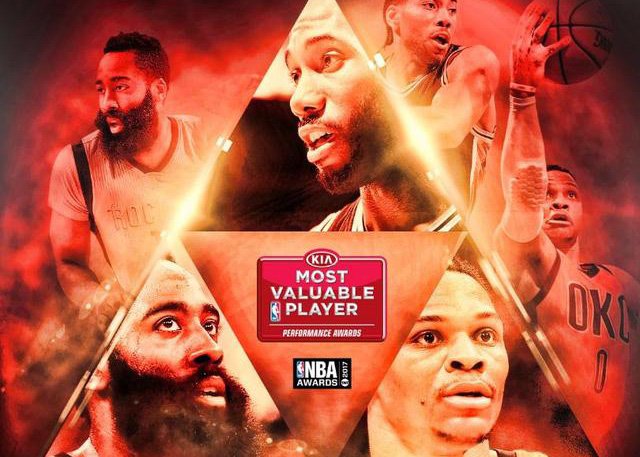 ROC
KIA
MOST
VALUABLE
PLAYER
PERFORMANCE AWARDS
NBA
AWARDS
2017
OKC
0